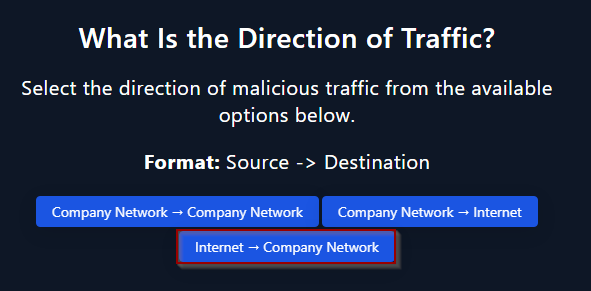 What Is the Direction of Traffic?
Select the direction of malicious traffic from the available
options below.
Format: Source -> Destination
Company Network → Company Network
Company Network → Internet
Internet → Company Network